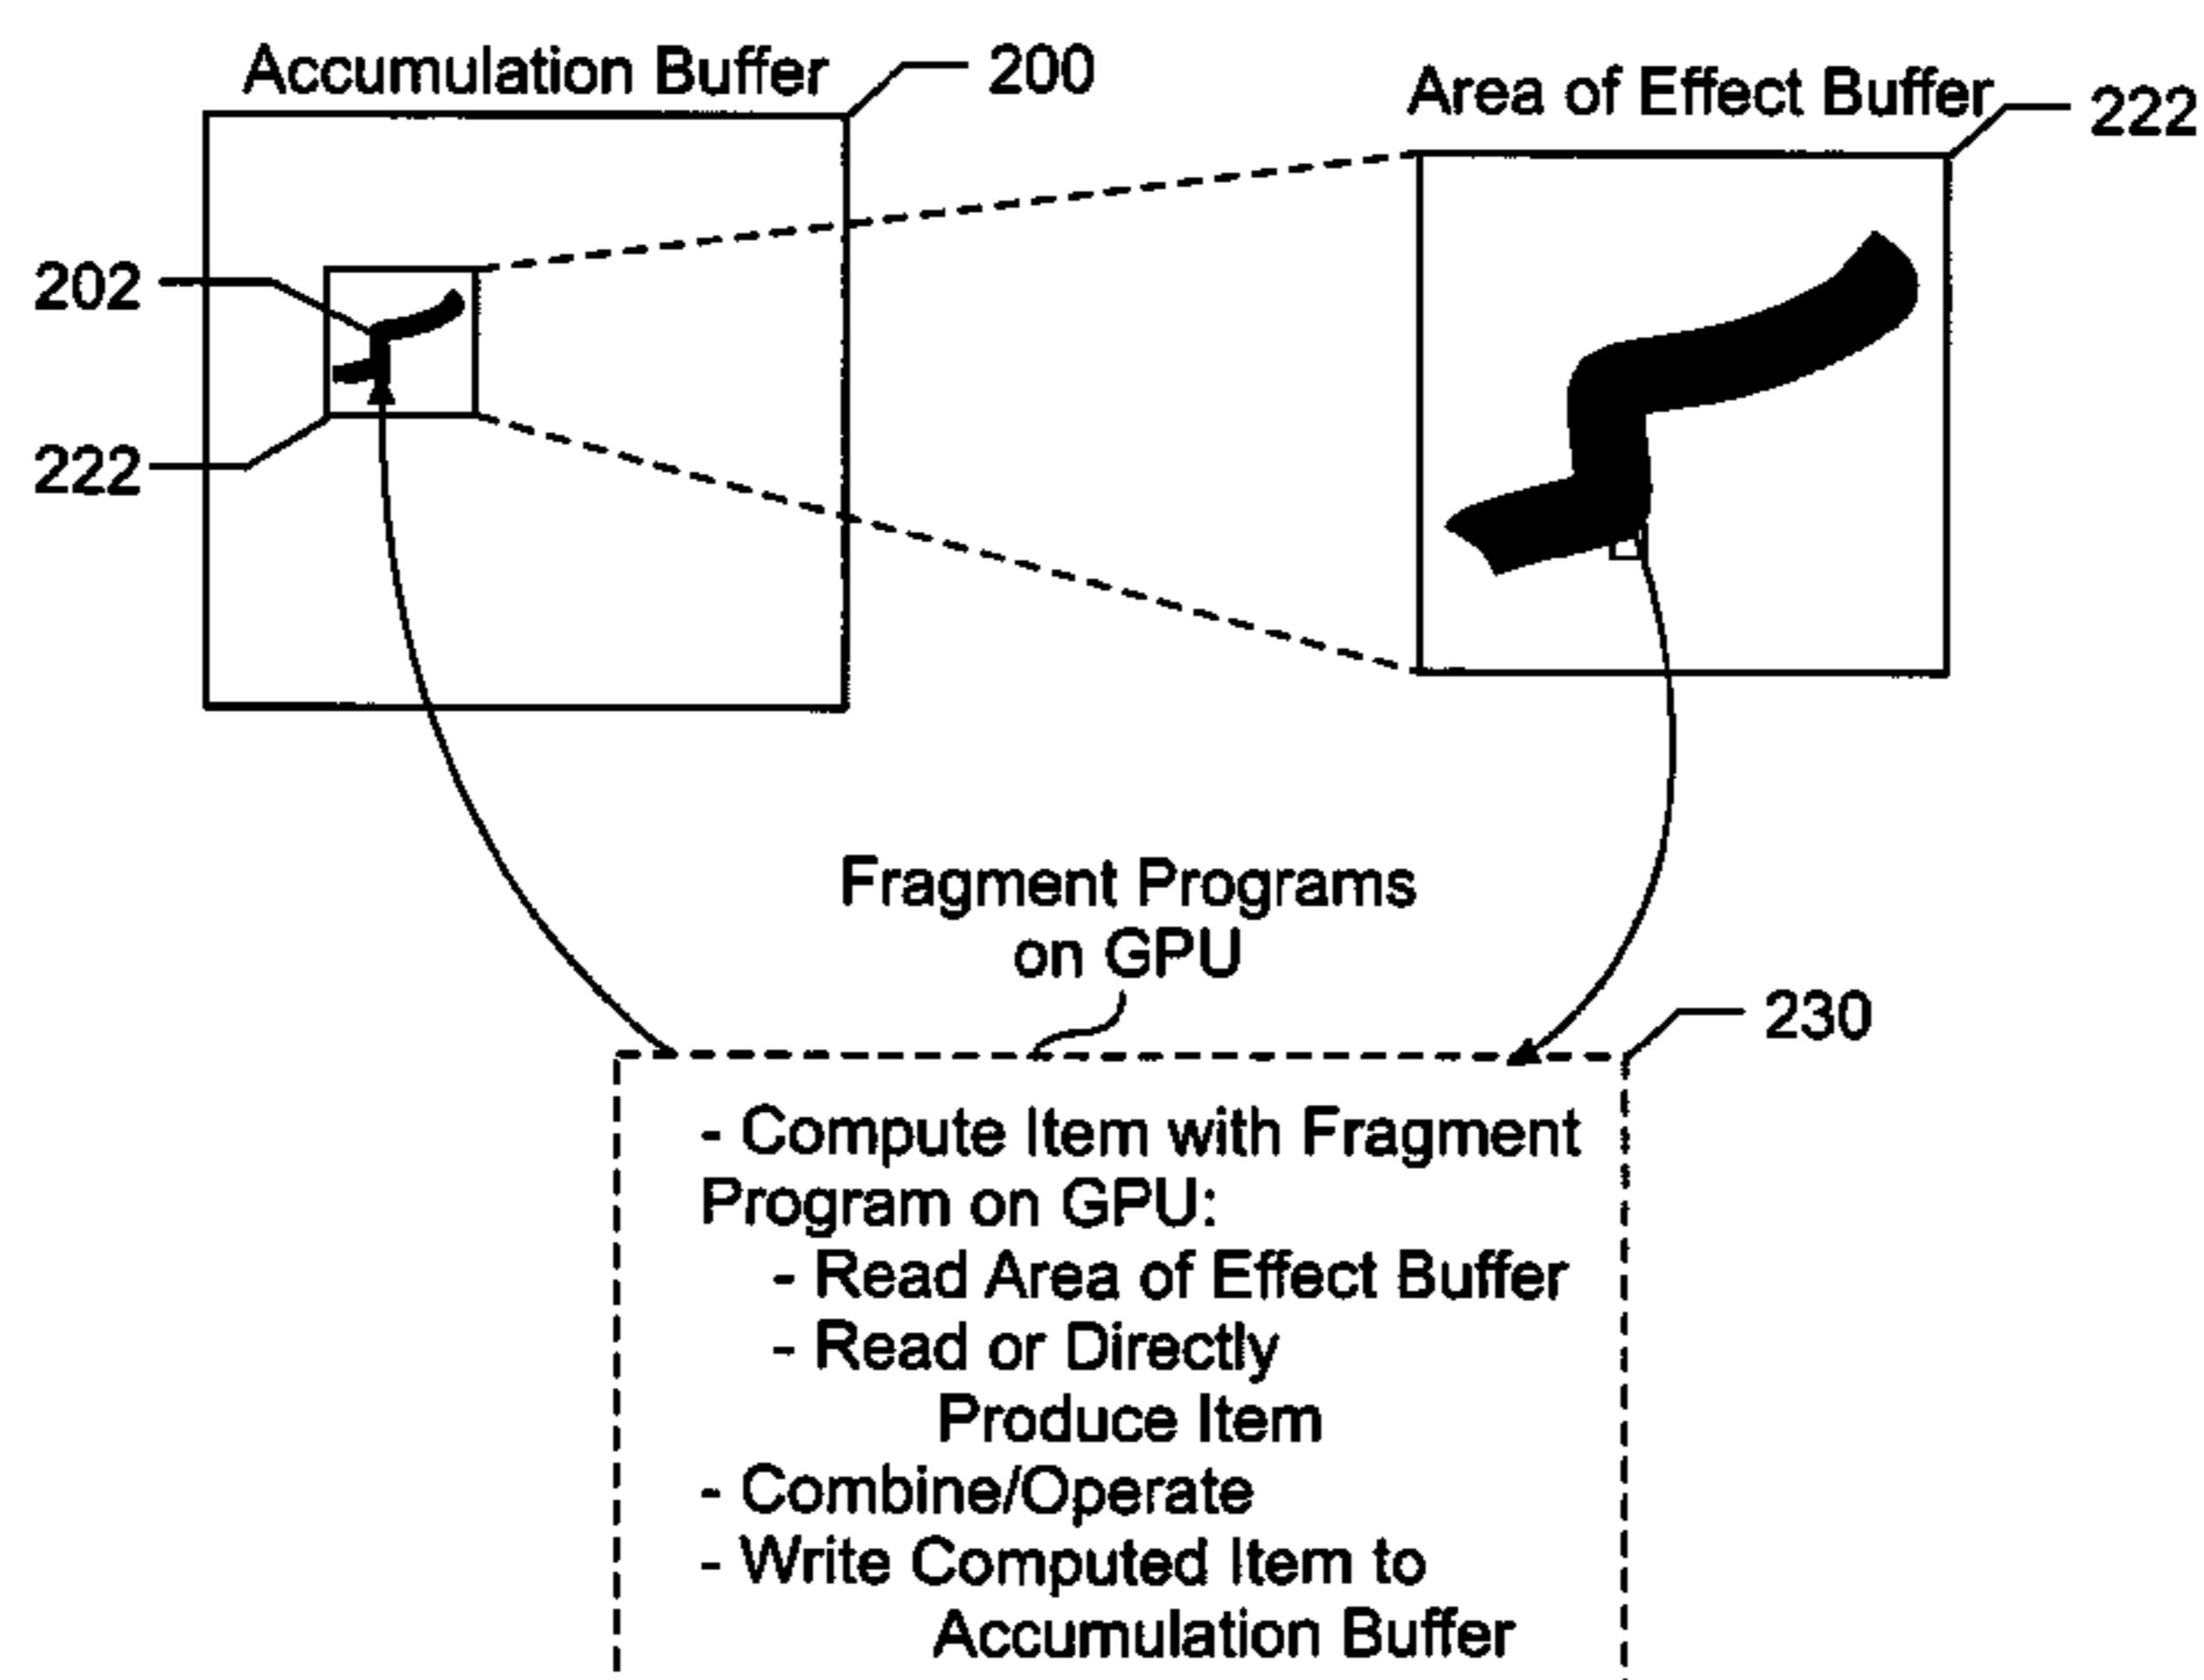 Accumulation Buffer
200
Area of Effect Buffer
222
202
222
Fragment Programs
on GPU
230
- Compute Item with Fragment
Program on GPU:
- Read Area of Effect Buffer
- Read or Directly
Produce Item
- Combine/Operate
- Write Computed Item to
Accumulation Buffer